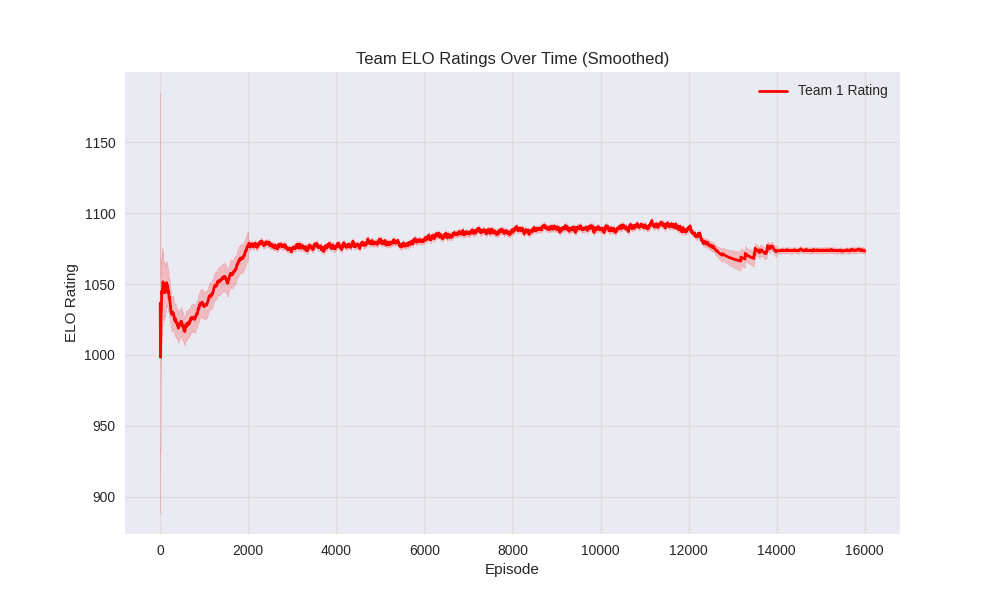 Team ELO Ratings Over Time (Smoothed)
Team 1 Rating
ELO Rating
1150
1100
1050
1000
950
900
0 2000 4000 6000 8000 10000 12000 14000 16000
Episode